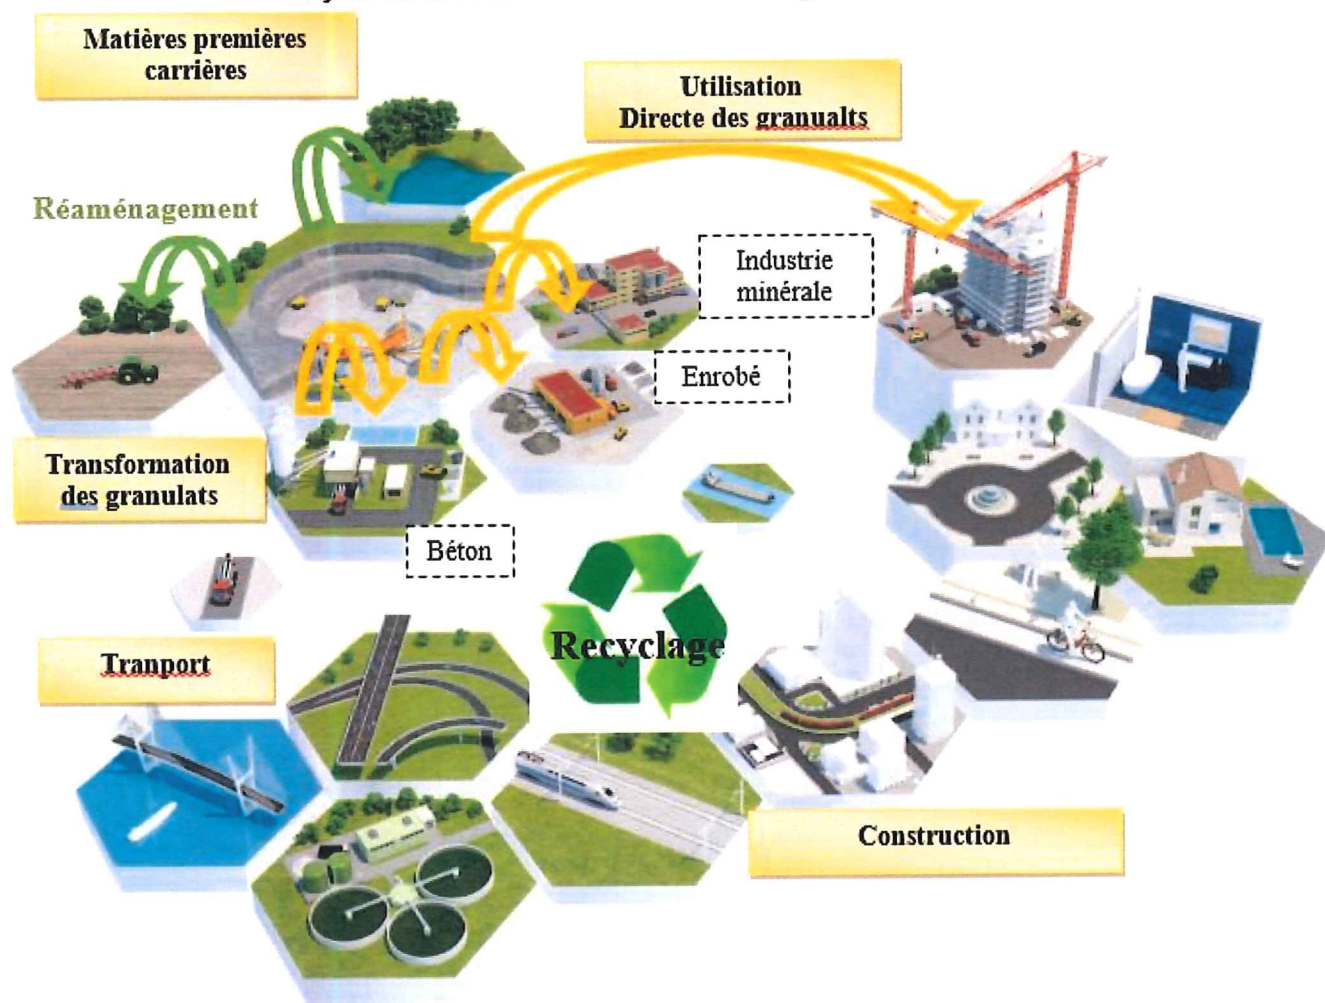 Matières premières
carrières
Utilisation
Directe des granualts
Réaménagement
Industrie
minérale
Enrobé
Transformation
des granulats
Béton
Recyclage
Tranport
Construction